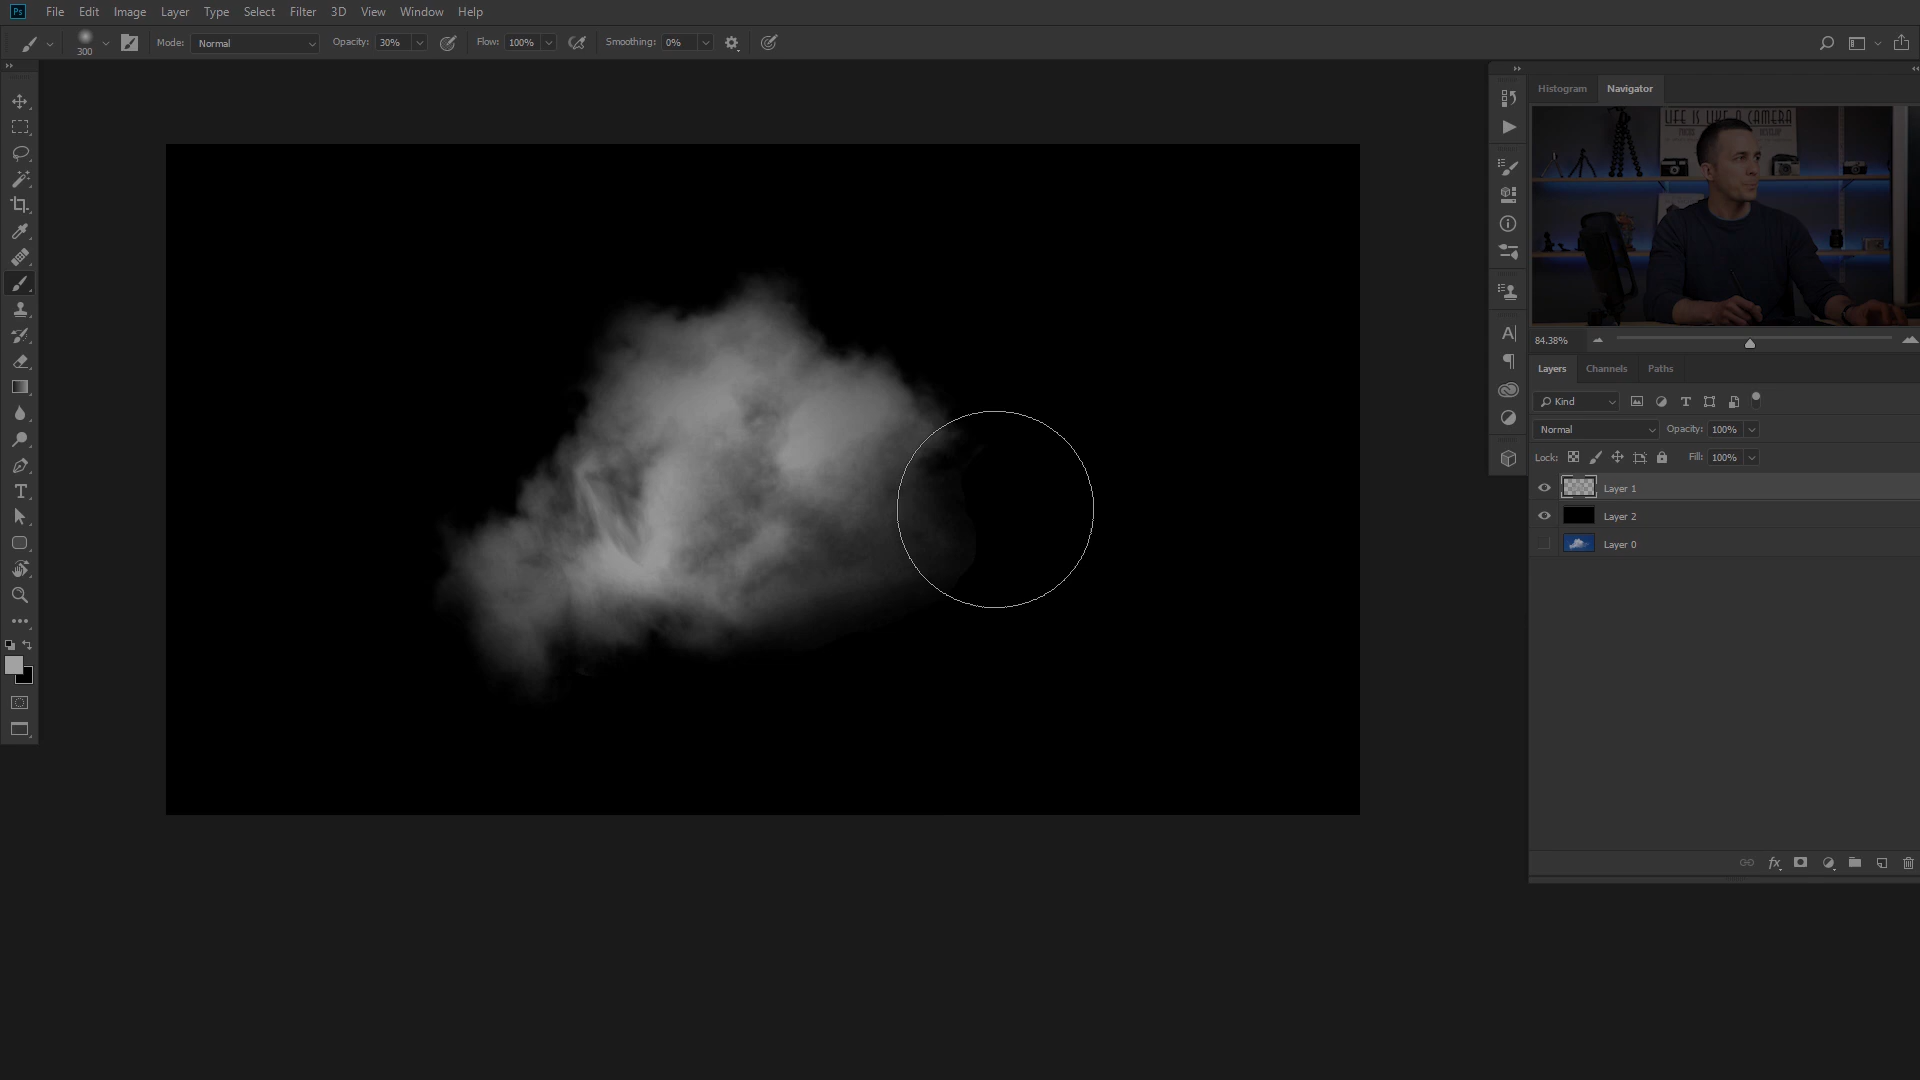 Ps File Edit Image Layer Type Select Filter 3D View Window Help
300 Mode: Normal Opacity: 30% Flow: 100% Smoothing: 0%
Histogram Navigator
LIFE IS LIKE A CAMERA
84.38%
Layers Channels Paths
Kind
Normal Opacity: 100%
Lock: Fill: 100%
Layer 1
Layer 2
Layer 0
fx